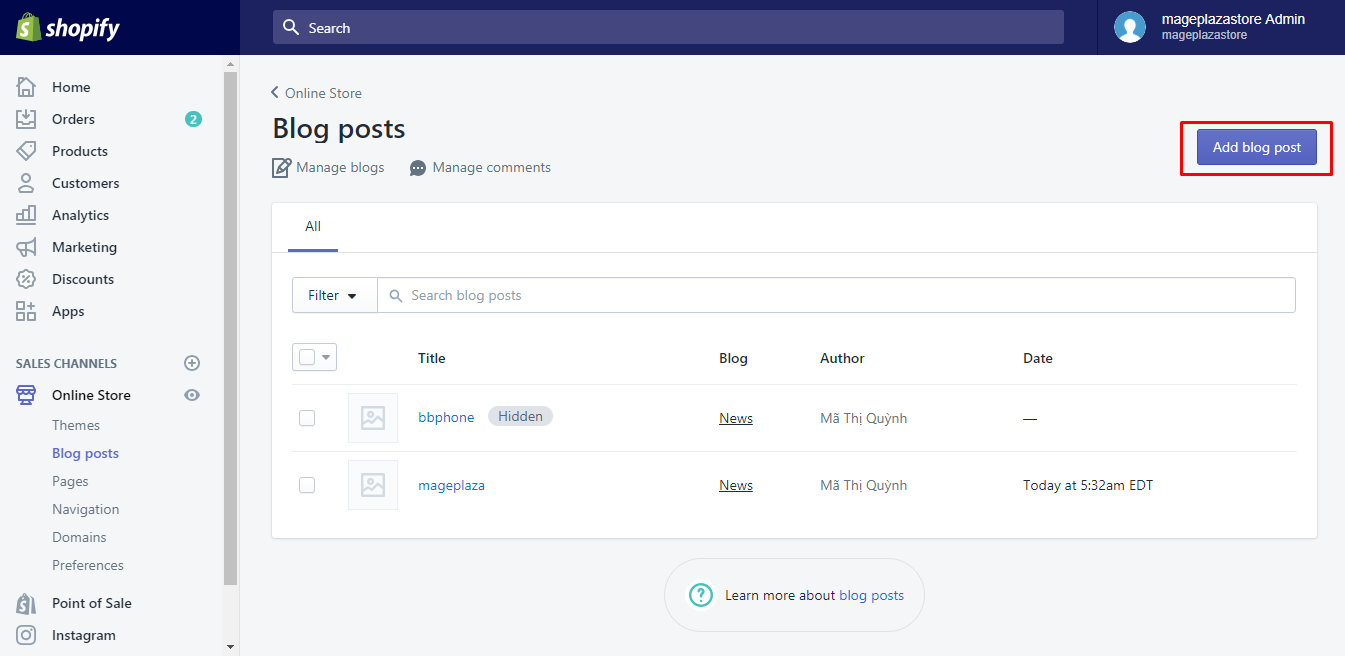 shopify
Search
mageplazastore Admin
mageplazastore
Home
Orders 2
Products
Customers
Analytics
Marketing
Discounts
Apps
SALES CHANNELS
Online Store
Themes
Blog posts
Pages
Navigation
Domains
Preferences
Point of Sale
Instagram
Online Store
Blog posts
Manage blogs Manage comments
Add blog post
All
Filter Search blog posts
Title Blog Author Date
bbphone Hidden News Mã Thị Quỳnh —
mageplaza News Mã Thị Quỳnh Today at 5:32am EDT
? Learn more about blog posts